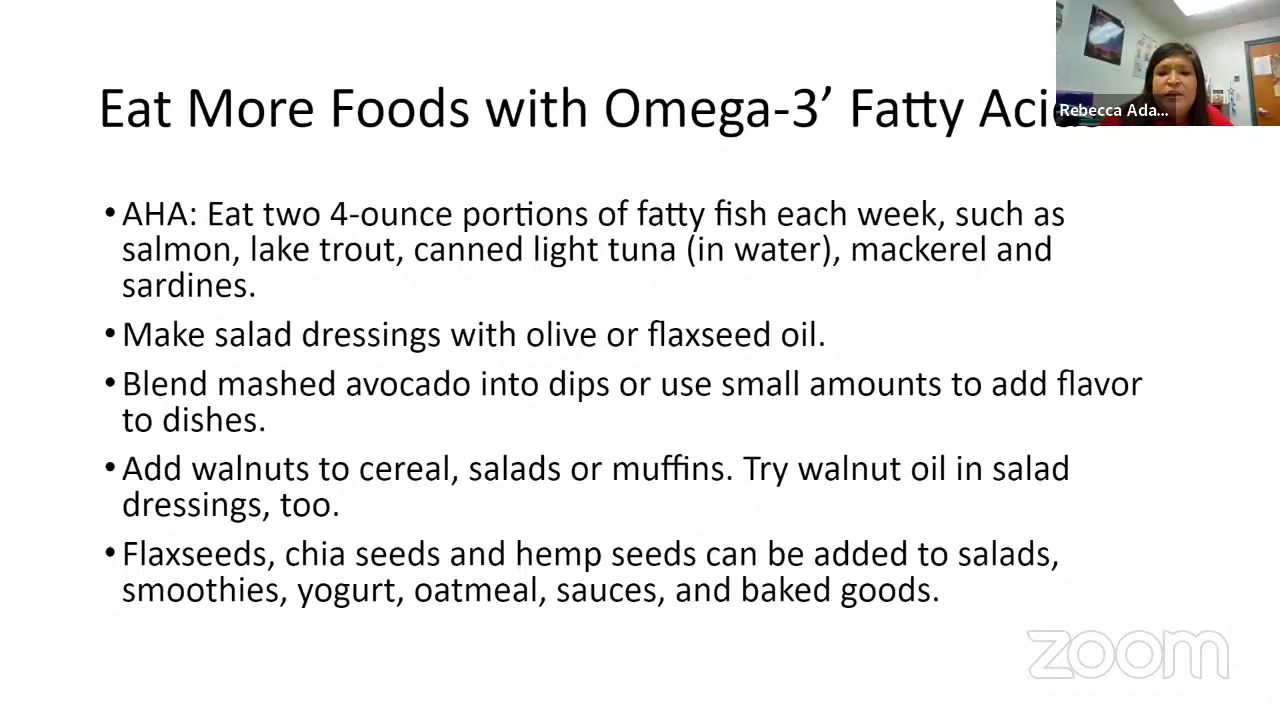 Eat More Foods with Omega-3’ Fatty
Rebecca Ada...
• AHA: Eat two 4-ounce portions of fatty fish each week, such as
salmon, lake trout, canned light tuna (in water), mackerel and
sardines.
• Make salad dressings with olive or flaxseed oil.
• Blend mashed avocado into dips or use small amounts to add flavor
to dishes.
• Add walnuts to cereal, salads or muffins. Try walnut oil in salad
dressings, too.
• Flaxseeds, chia seeds and hemp seeds can be added to salads,
smoothies, yogurt, oatmeal, sauces, and baked goods.
zoom